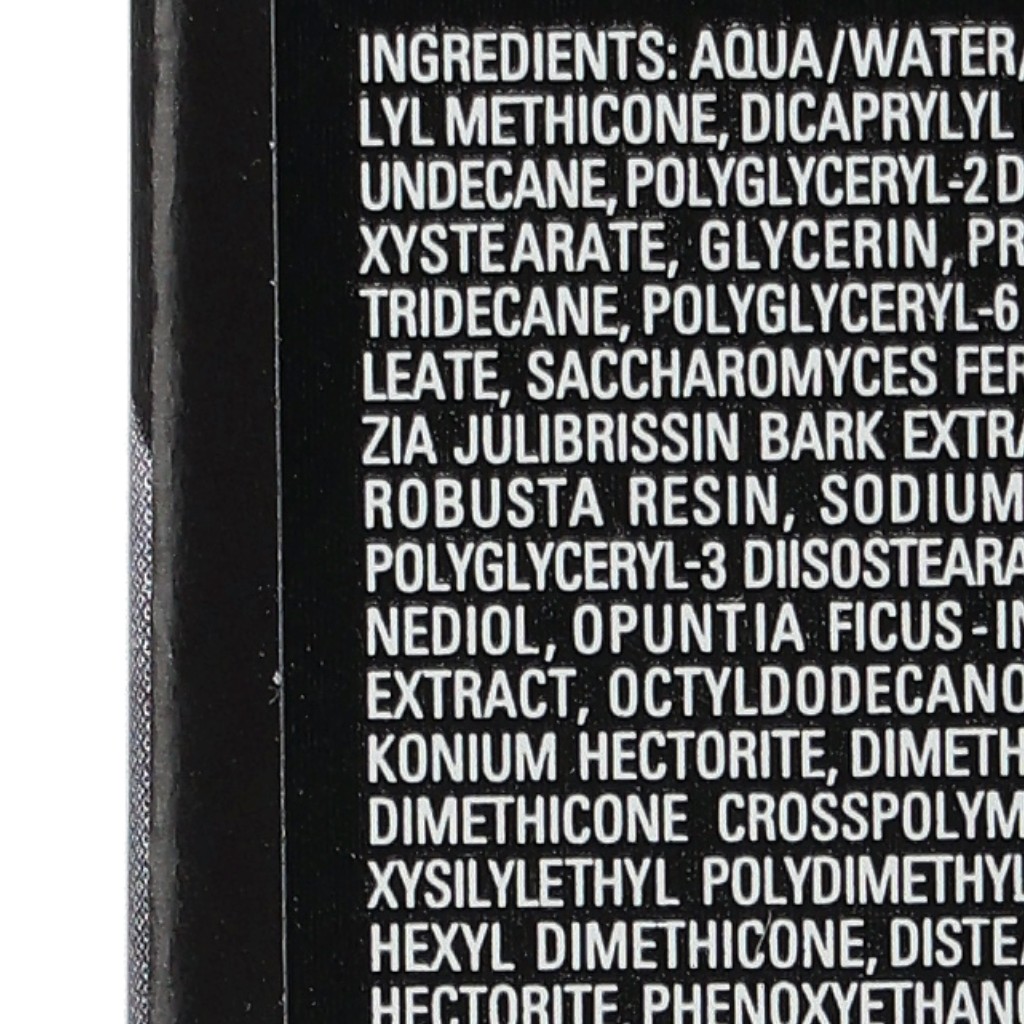 INGREDIENTS: AQUA/WATER/
LYL METHICONE, DICAPRYLYL
UNDECANE, POLYGLYCERYL-2 D
XYSTEARATE, GLYCERIN, PR
TRIDECANE, POLYGLYCERYL-6
LEATE, SACCHAROMYCES FER
ZIA JULIBRISSIN BARK EXTRA
ROBUSTA RESIN, SODIUM
POLYGLYCERYL-3 DIISOSTEARA
NEDIOL, OPUNTIA FICUS-IN
EXTRACT, OCTYLDODECANO
KONIUM HECTORITE, DIMETH
DIMETHICONE CROSSPOLYM
XYSILYLETHYL POLYDIMETHYL
HEXYL DIMETHICONE, DISTEA
HECTORITE, PHENOXYETHANO